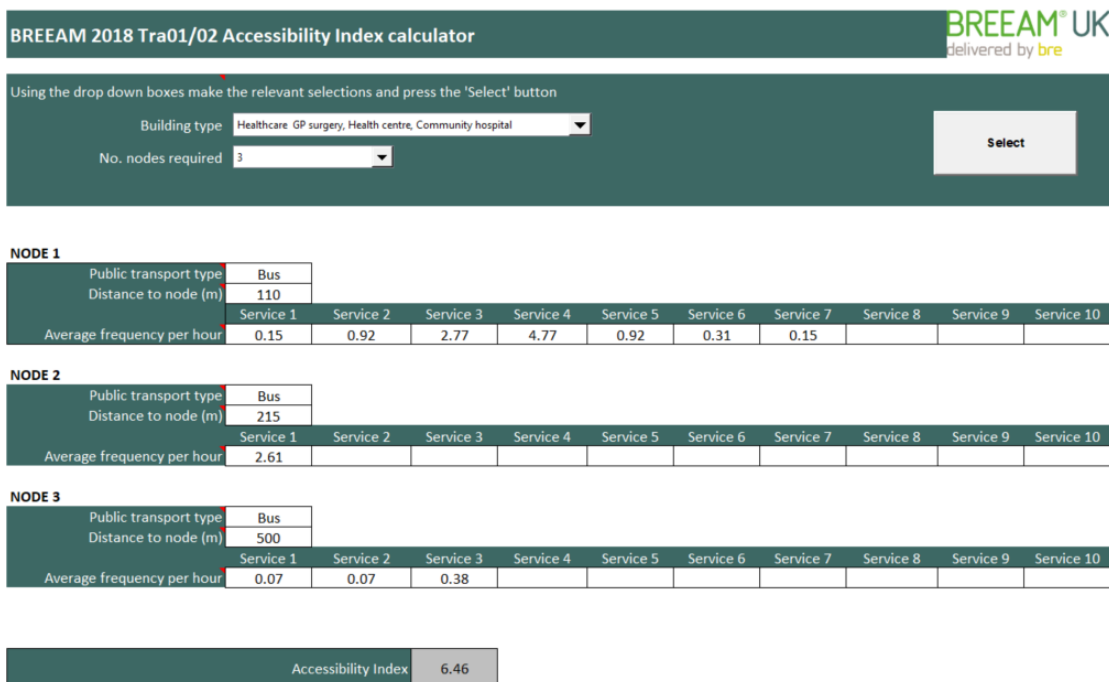 BREEAM 2018 Tra01/02 Accessibility Index calculator
BREEAM® UK
delivered by bre
Using the drop down boxes make the relevant selections and press the 'Select' button
Building type Healthcare GP surgery, Health centre, Community hospital
No. nodes required 3
Select
NODE 1
Public transport type Bus
Distance to node (m) 110
Service 1 Service 2 Service 3 Service 4 Service 5 Service 6 Service 7 Service 8 Service 9 Service 10
Average frequency per hour 0.15 0.92 2.77 4.77 0.92 0.31 0.15
NODE 2
Public transport type Bus
Distance to node (m) 215
Service 1 Service 2 Service 3 Service 4 Service 5 Service 6 Service 7 Service 8 Service 9 Service 10
Average frequency per hour 2.61
NODE 3
Public transport type Bus
Distance to node (m) 500
Service 1 Service 2 Service 3 Service 4 Service 5 Service 6 Service 7 Service 8 Service 9 Service 10
Average frequency per hour 0.07 0.07 0.38
Accessibility Index 6.46